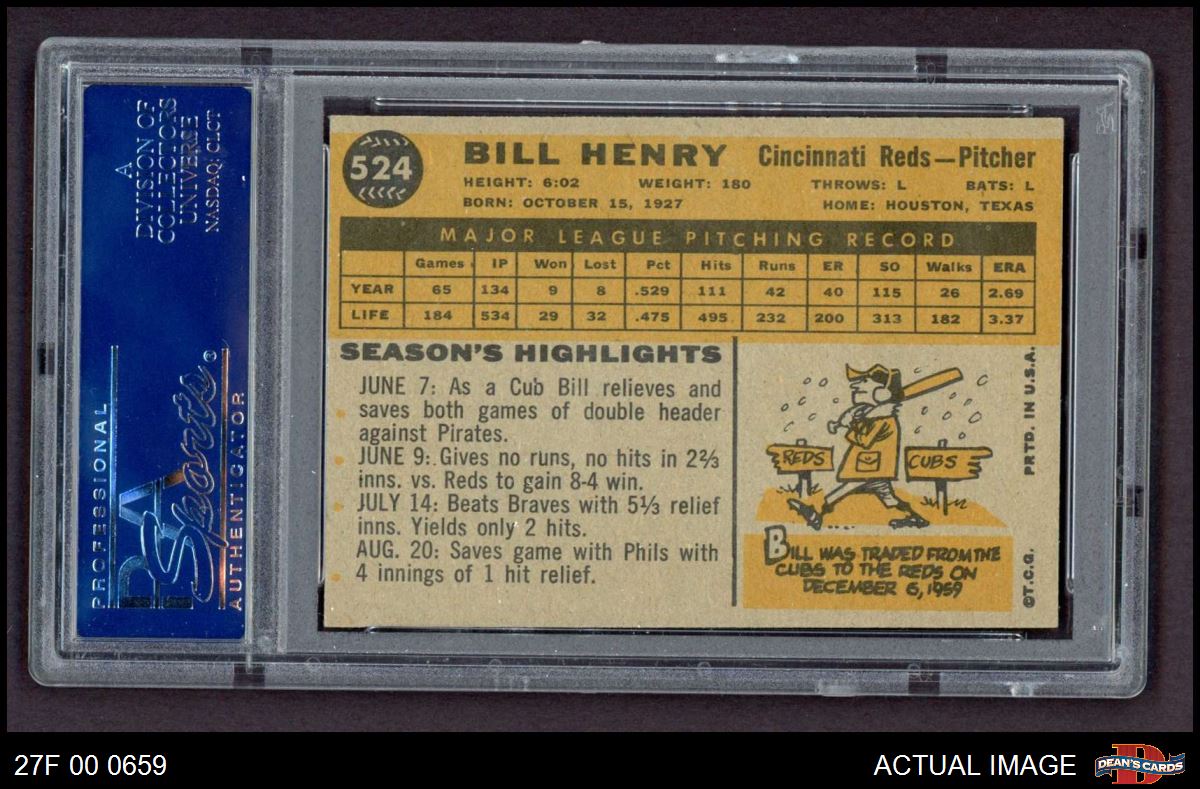 A
DIVISION OF
COLLECTORS
UNIVERSE
NASDAQ: CLCT
PROFESSIONAL
PSA
Sports®
AUTHENTICATOR
524
BILL HENRY Cincinnati Reds—Pitcher
HEIGHT: 6:02 WEIGHT: 180 THROWS: L BATS: L
BORN: OCTOBER 15, 1927 HOME: HOUSTON, TEXAS
MAJOR LEAGUE PITCHING RECORD
Games IP Won Lost Pct Hits Runs ER SO Walks ERA
YEAR 65 134 9 8 .529 111 42 40 115 26 2.69
LIFE 184 534 29 32 .475 495 232 200 313 182 3.37
SEASON'S HIGHLIGHTS
JUNE 7: As a Cub Bill relieves and
saves both games of double header
against Pirates.
JUNE 9: Gives no runs, no hits in 2⅔
inns. vs. Reds to gain 8-4 win.
JULY 14: Beats Braves with 5⅓ relief
inns. Yields only 2 hits.
AUG. 20: Saves game with Phils with
4 innings of 1 hit relief.
REDS
CUBS
BILL WAS TRADED FROM THE
CUBS TO THE REDS ON
DECEMBER 6, 1959
PRTD. IN U.S.A.
©T.C.G.
27F 00 0659
ACTUAL IMAGE
D
DEAN'S CARDS